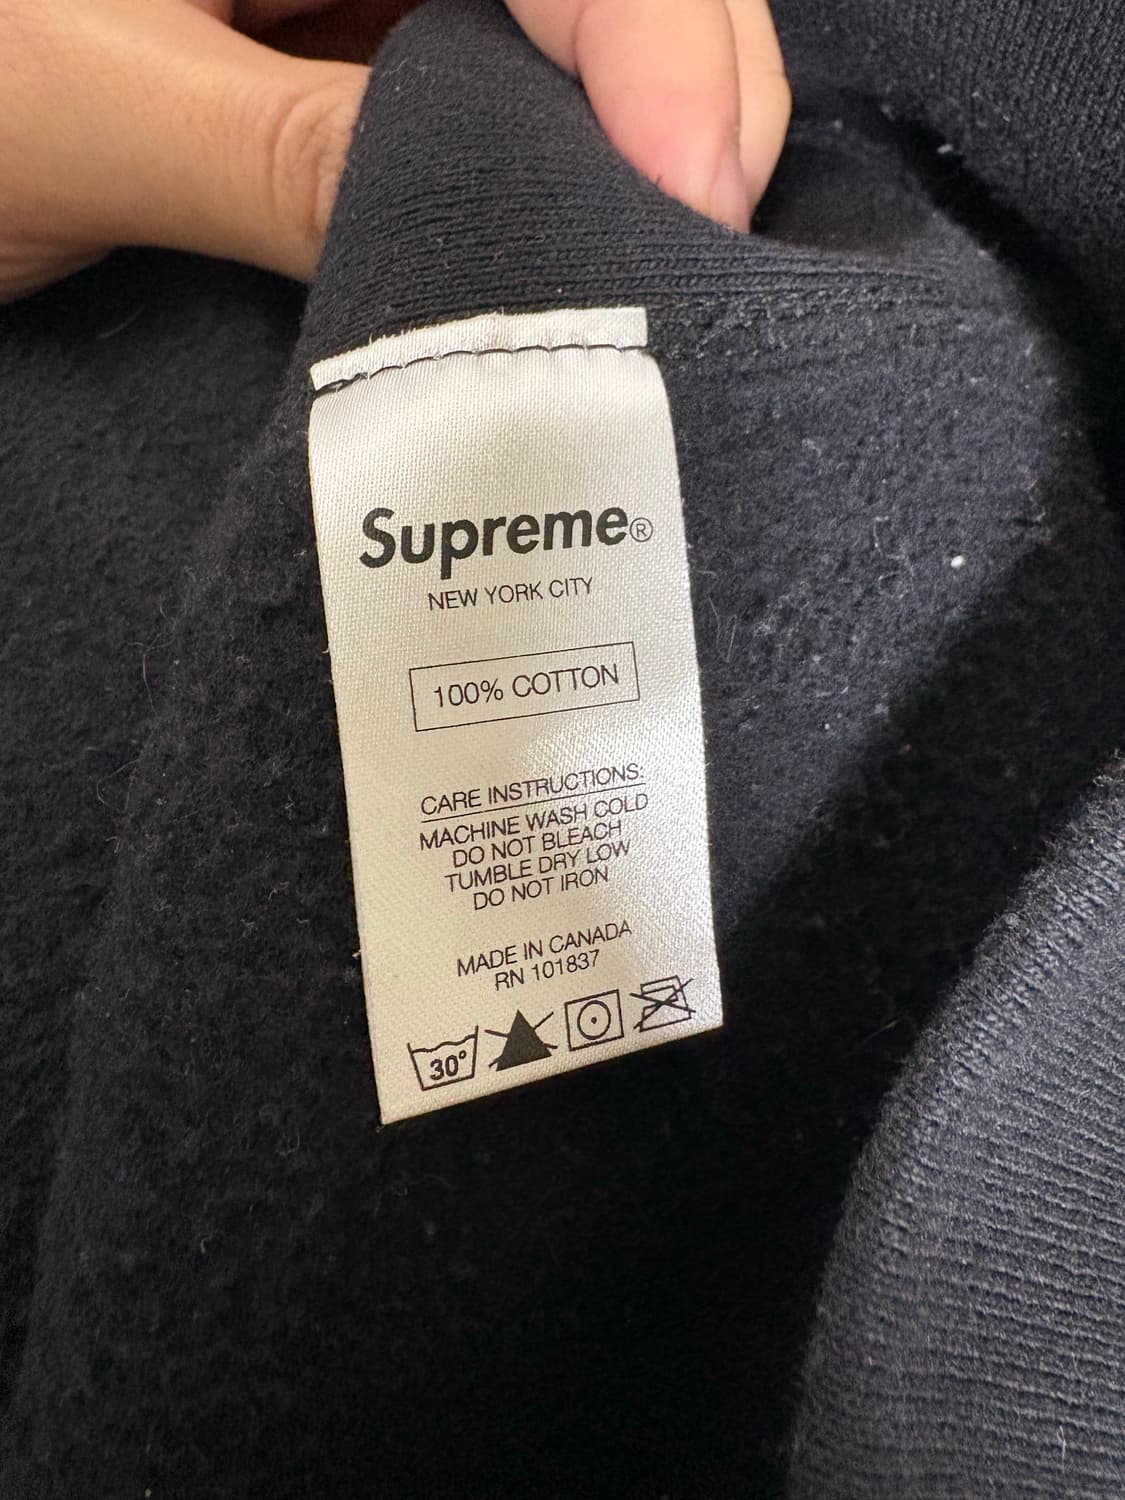 Supreme®
NEW YORK CITY
100% COTTON
CARE INSTRUCTIONS:
MACHINE WASH COLD
DO NOT BLEACH
TUMBLE DRY LOW
DO NOT IRON
MADE IN CANADA
RN 101837
30°